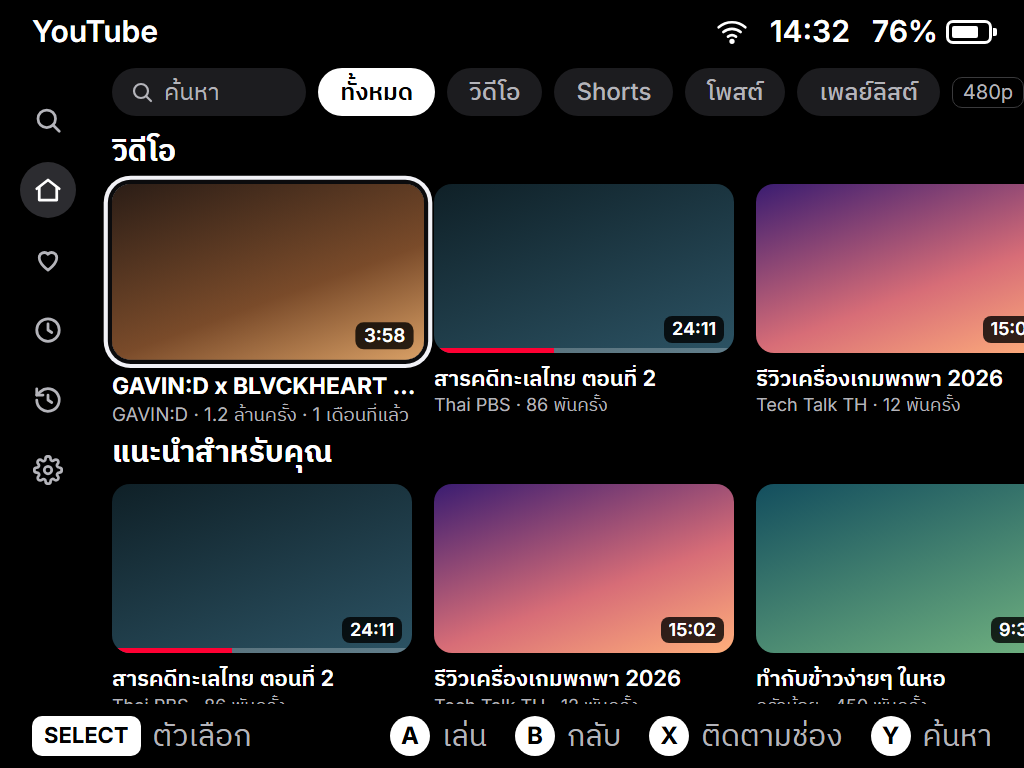 YouTube 14:32 76%
ค้นหา ทั้งหมด วิดีโอ Shorts โพสต์ เพลย์ลิสต์ 480p
วิดีโอ
3:58 24:11
GAVIN:D x BLVCKHEART ... สารคดีทะเลไทย ตอนที่ 2 รีวิวเครื่องเกมพกพา 2026
GAVIN:D · 1.2 ล้านครั้ง · 1 เดือนที่แล้ว Thai PBS · 86 พันครั้ง Tech Talk TH · 12 พันครั้ง
แนะนำสำหรับคุณ
24:11 15:02
สารคดีทะเลไทย ตอนที่ 2 รีวิวเครื่องเกมพกพา 2026 ทำกับข้าวง่ายๆ ในหอ
SELECT ตัวเลือก A เล่น B กลับ X ติดตามช่อง Y ค้นหา